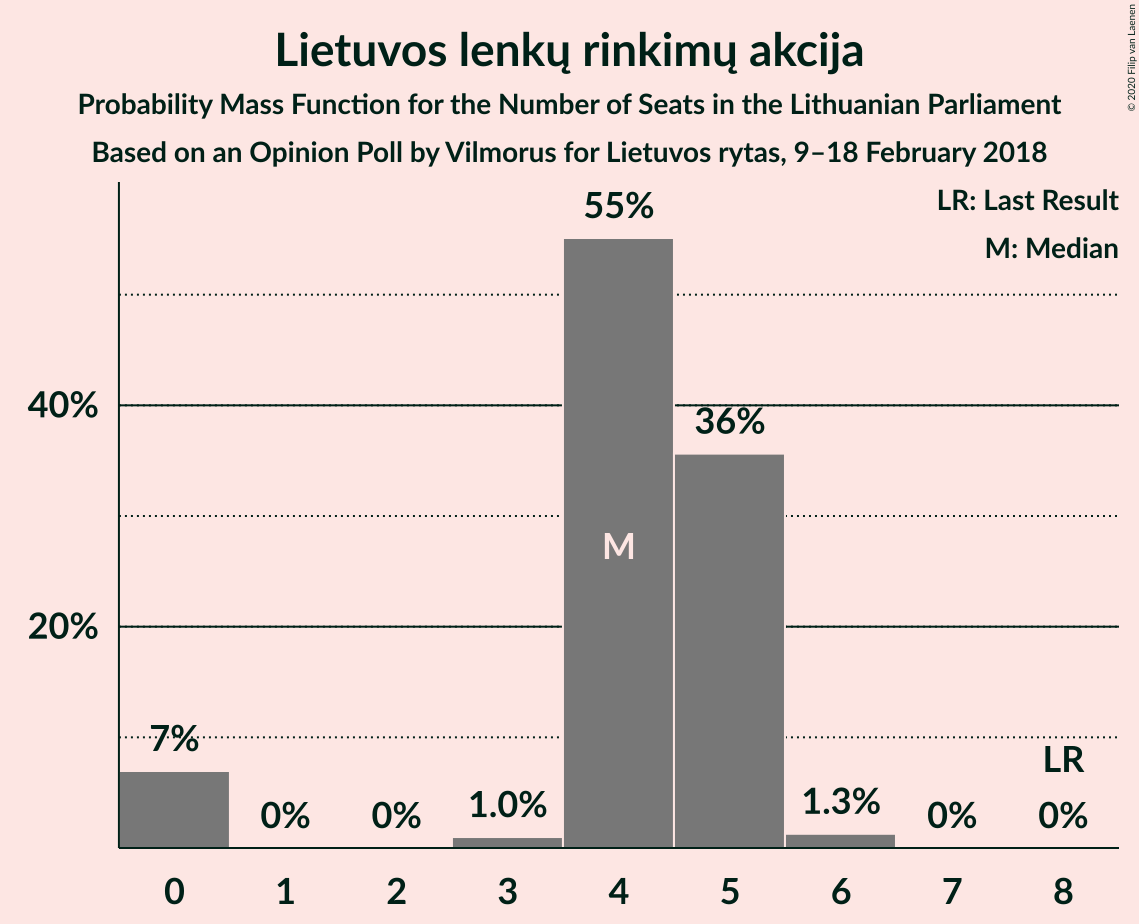 Lietuvos lenkų rinkimų akcija
Probability Mass Function for the Number of Seats in the Lithuanian Parliament
Based on an Opinion Poll by Vilmorus for Lietuvos rytas, 9–18 February 2018
© 2020 Filip van Laenen
LR: Last Result
M: Median
55%
40%
36%
M
20%
7%
0%
0%
1.0%
1.3%
0%
LR
0%
0 1 2 3 4 5 6 7 8